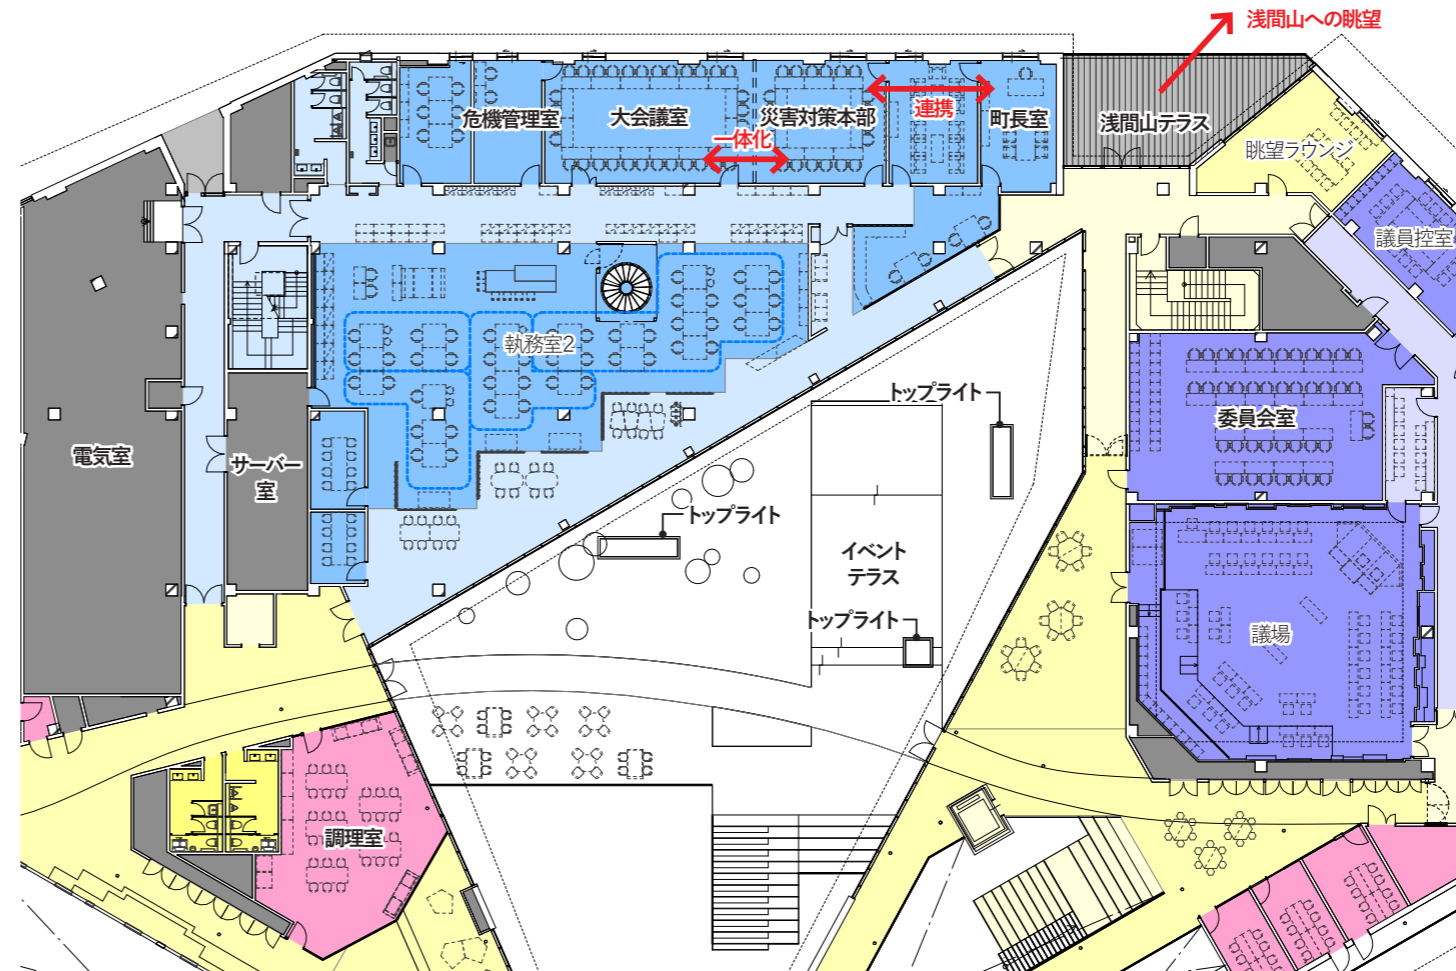 浅間山への眺望
危機管理室
大会議室
災害対策本部
連携
町長室
浅間山テラス
一体化
眺望ラウンジ
議員控室
執務室2
トップライト
委員会室
電気室
サーバー
室
トップライト
イベント
テラス
トップライト
議場
調理室